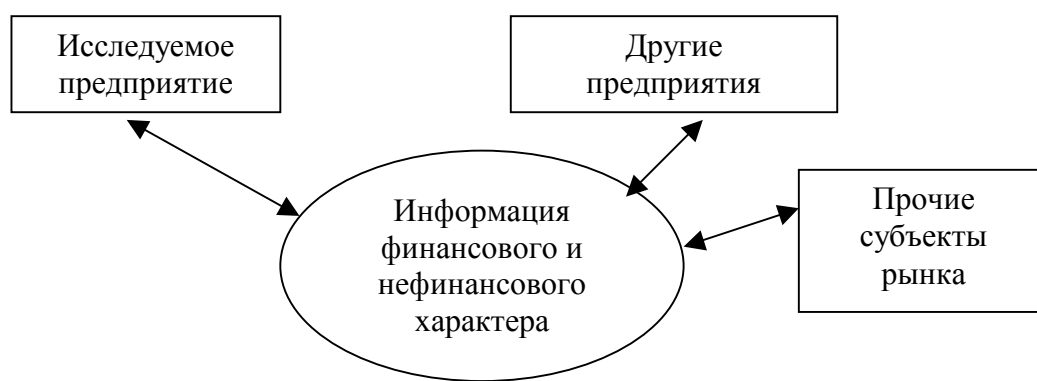 Исследуемое
предприятие
Другие
предприятия
Информация
финансового и
нефинансового
характера
Прочие
субъекты
рынка